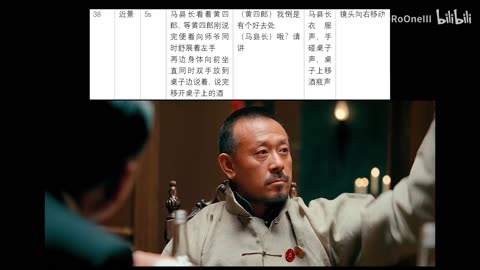 RoOneIII bilibili
38 近景 5s 马县长看着黄四 （黄四郎）我倒是 马县长 镜头向右移动
郎，等黄四郎刚说 有个好去处 衣服
完便看向师爷同 （马县长）哦？请 声，手
时舒展着左手 讲 碰桌子
再边身体向前坐 声，桌
直同时双手放到 子上移
桌子边说着，说完 酒瓶声
移开桌子上的酒